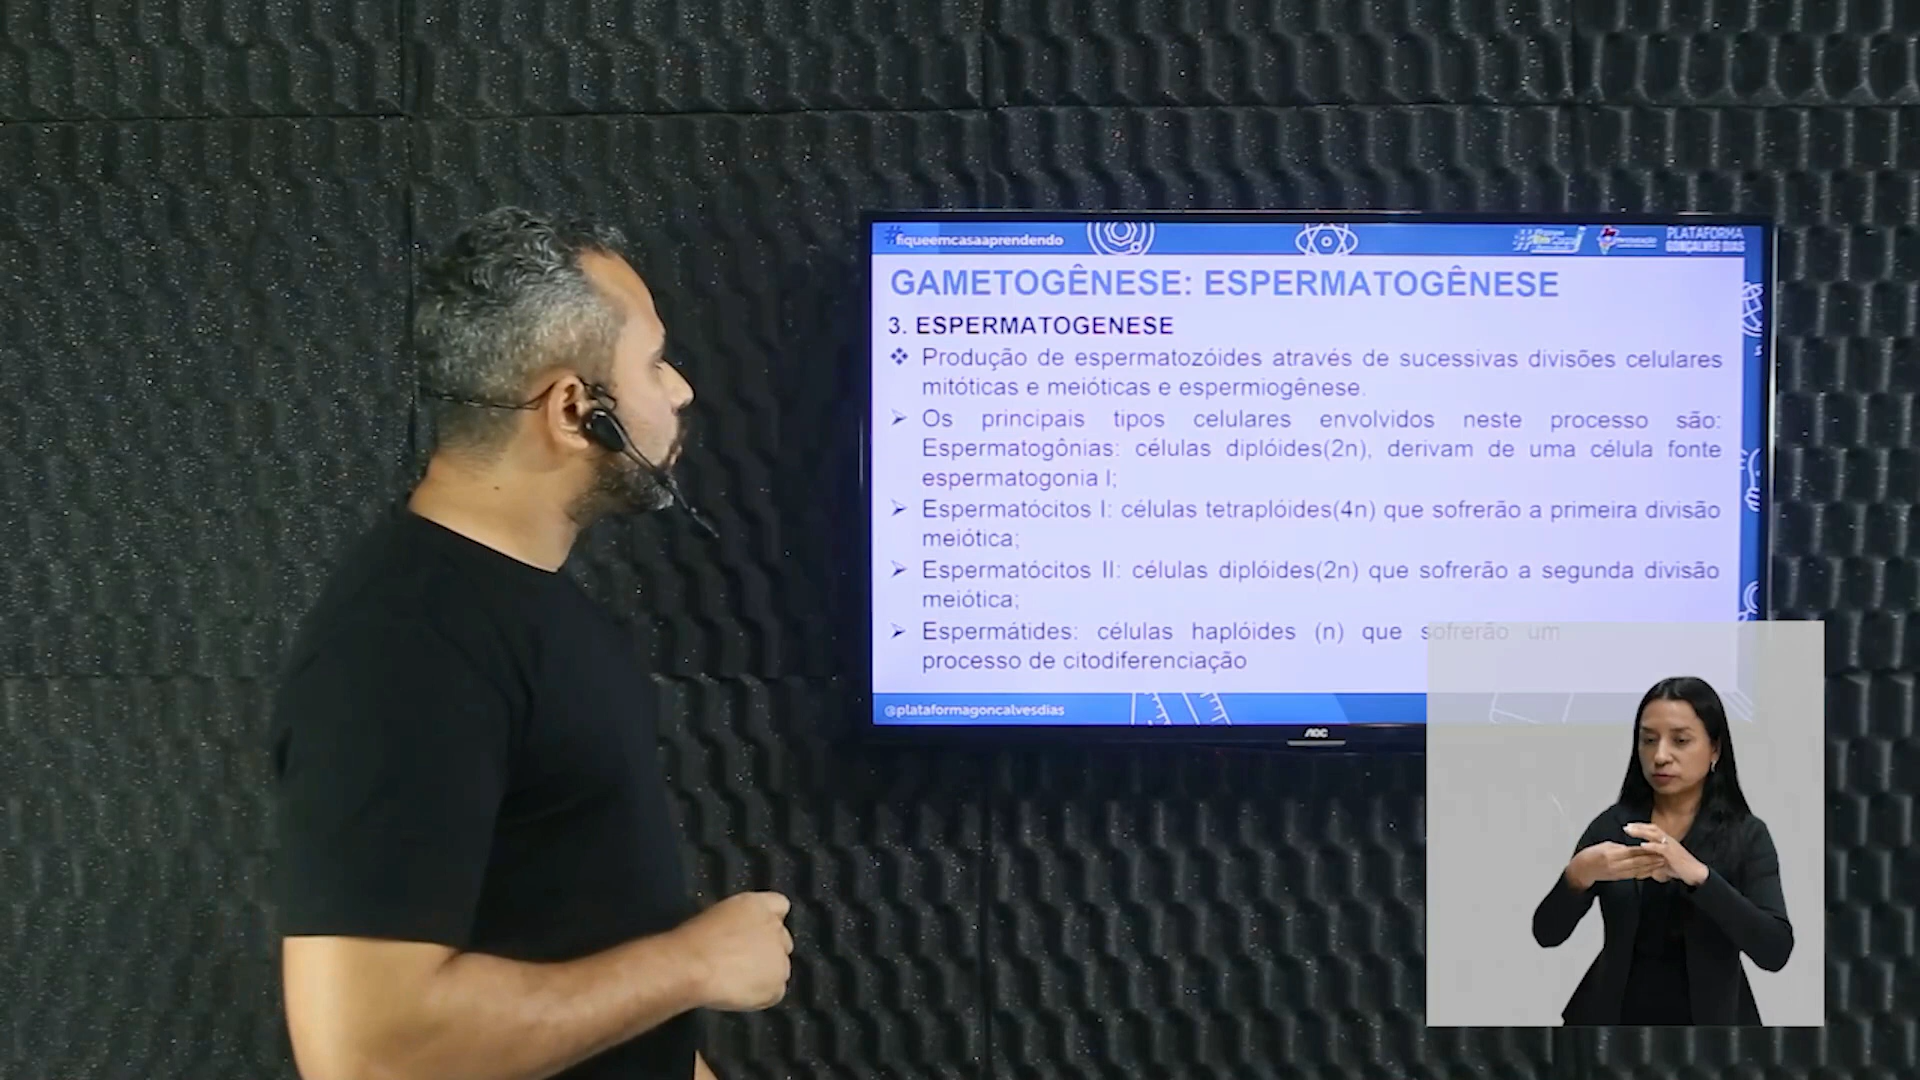 #fiqueemcasaaprendendo
PLATAFORMA
GONÇALVES DIAS
GAMETOGÊNESE: ESPERMATOGÊNESE
3. ESPERMATOGENESE
❖ Produção de espermatozóides através de sucessivas divisões celulares
mitóticas e meióticas e espermiogênese.
➢ Os principais tipos celulares envolvidos neste processo são:
Espermatogônias: células diplóides(2n), derivam de uma célula fonte
espermatogonia I;
➢ Espermatócitos I: células tetraplóides(4n) que sofrerão a primeira divisão
meiótica;
➢ Espermatócitos II: células diplóides(2n) que sofrerão a segunda divisão
meiótica;
➢ Espermátides: células haplóides (n) que sofrerão um
processo de citodiferenciação
@plataformagoncalvesdias
AOC